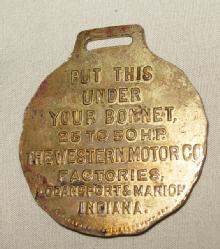 PUT THIS
UNDER
YOUR BONNET,
25 TO 50 H.P.
THE WESTERN MOTOR CO
FACTORIES,
LOGANSPORT & MARION
INDIANA.